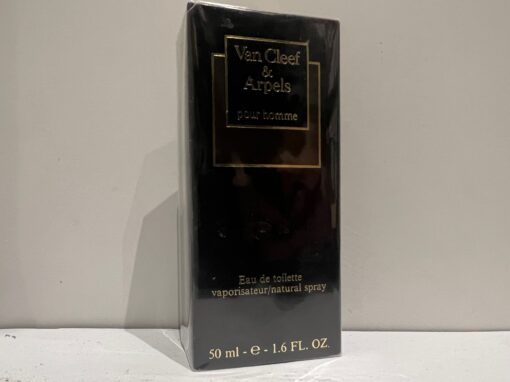 Van Cleef
&
Arpels
pour homme
Eau de toilette
vaporisateur/natural spray
50 ml - e - 1.6 FL. OZ.